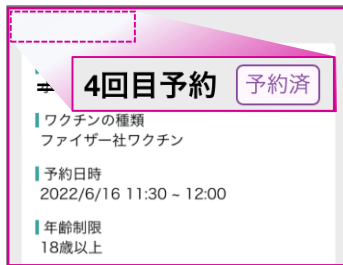 4回目予約 予約済
ワクチンの種類
ファイザー社ワクチン
予約日時
2022/6/16 11:30 ~ 12:00
年齢制限
18歳以上